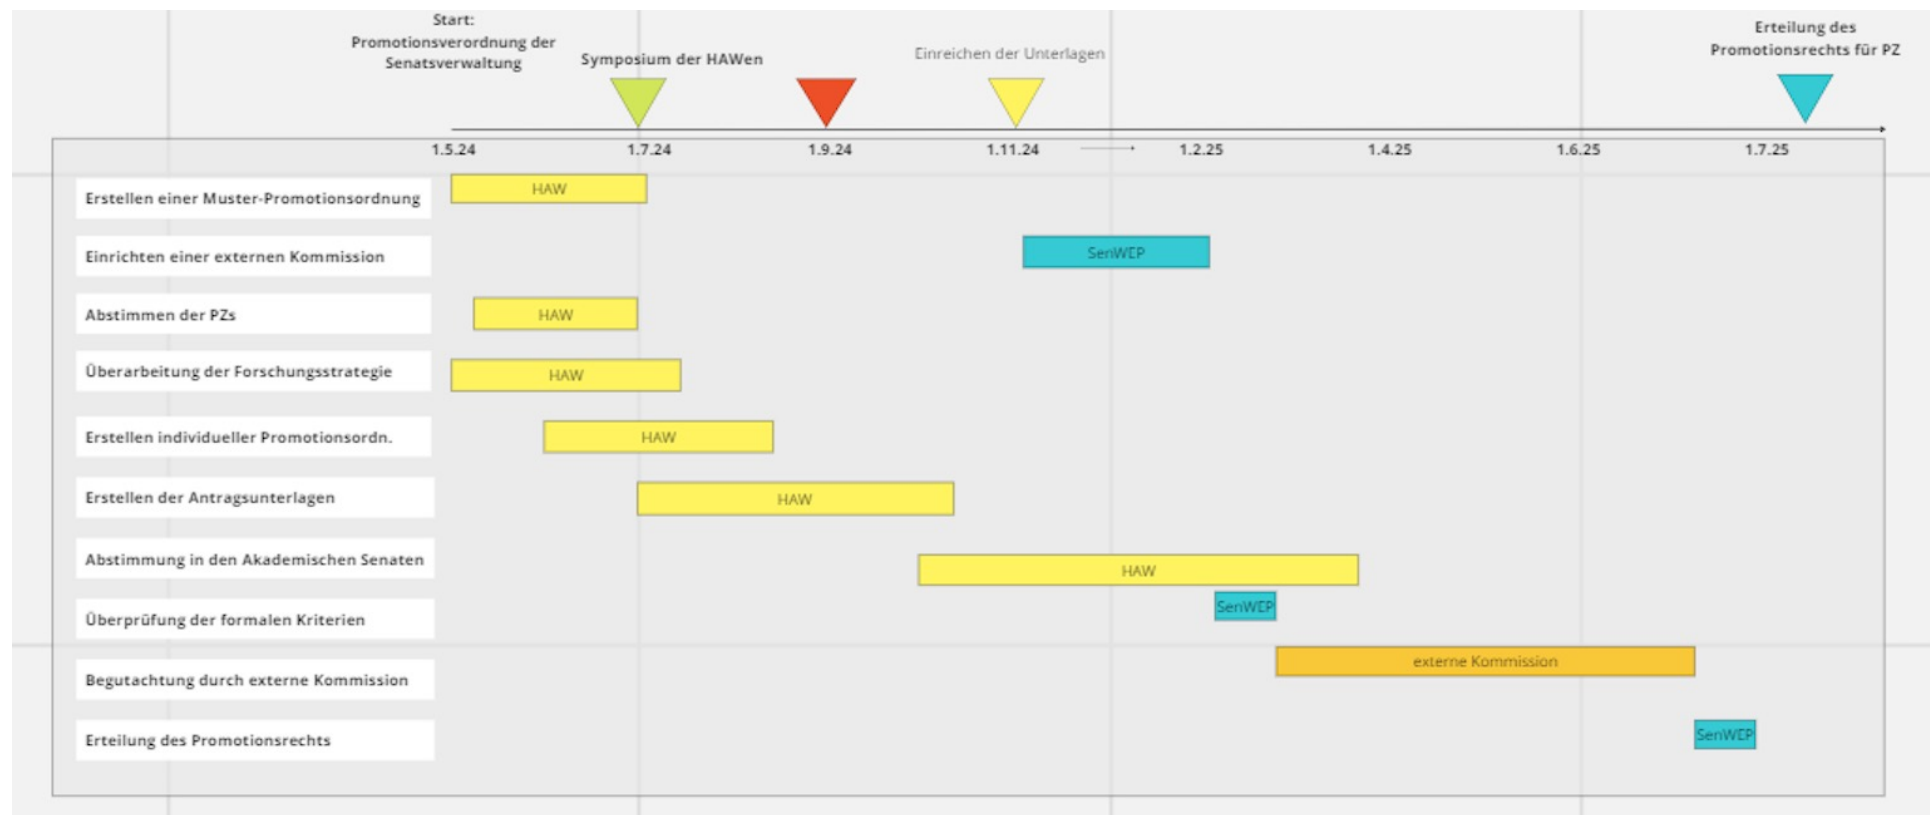 Start:
Promotionsverordnung der
Senatsverwaltung
Symposium der HAWen
Einreichen der Unterlagen
Erteilung des
Promotionsrechts für PZ
1.5.24 1.7.24 1.9.24 1.11.24 1.2.25 1.4.25 1.6.25 1.7.25
Erstellen einer Muster-Promotionsordnung HAW
Einrichten einer externen Kommission SenWEP
Abstimmen der PZs HAW
Überarbeitung der Forschungsstrategie HAW
Erstellen individueller Promotionsordn. HAW
Erstellen der Antragsunterlagen HAW
Abstimmung in den Akademischen Senaten HAW
Überprüfung der formalen Kriterien SenWEP
Begutachtung durch externe Kommission externe Kommission
Erteilung des Promotionsrechts SenWEP